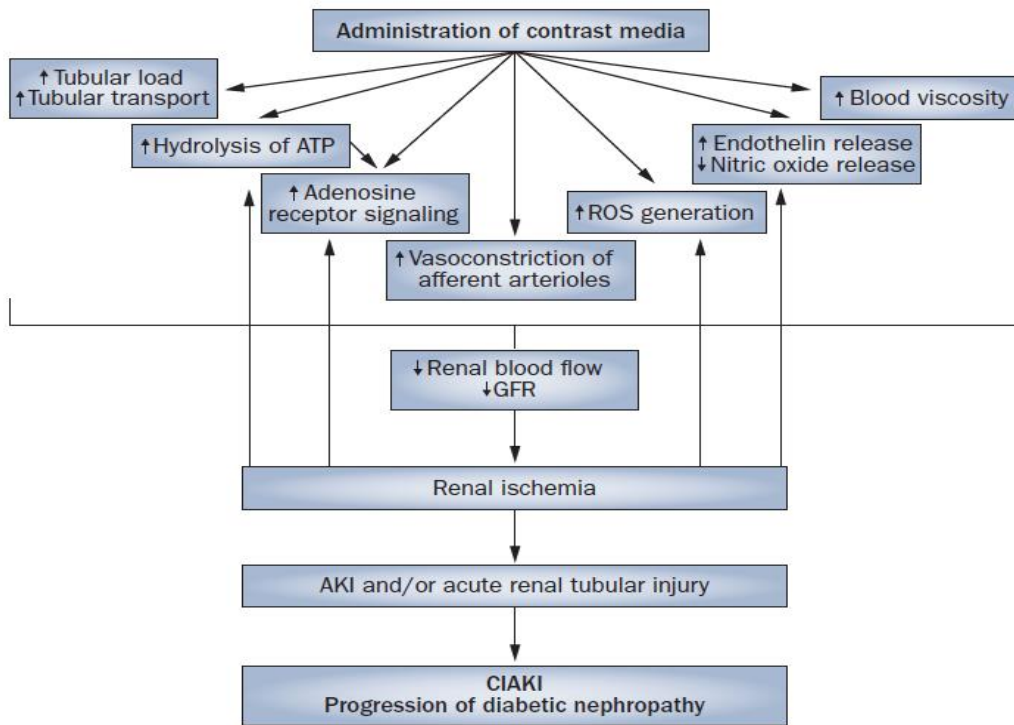 Administration of contrast media
↑ Tubular load
↑ Tubular transport
↑ Blood viscosity
↑ Hydrolysis of ATP
↑ Endothelin release
↓ Nitric oxide release
↑ Adenosine
receptor signaling
↑ ROS generation
↑ Vasoconstriction of
afferent arterioles
↓ Renal blood flow
↓ GFR
Renal ischemia
AKI and/or acute renal tubular injury
CIAKI
Progression of diabetic nephropathy